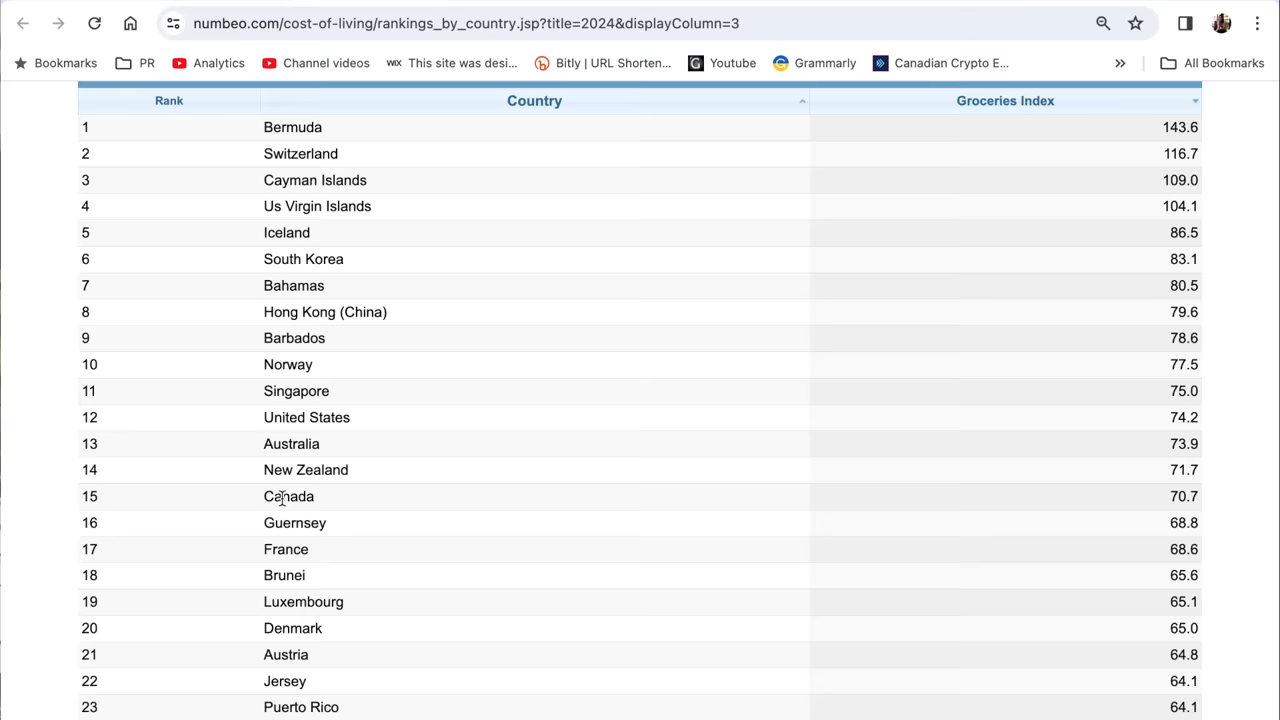 numbeo.com/cost-of-living/rankings_by_country.jsp?title=2024&displayColumn=3
Bookmarks PR Analytics Channel videos WIX This site was desi... Bitly | URL Shorten... Youtube Grammarly Canadian Crypto E... » All Bookmarks
Rank Country Groceries Index
1 Bermuda 143.6
2 Switzerland 116.7
3 Cayman Islands 109.0
4 Us Virgin Islands 104.1
5 Iceland 86.5
6 South Korea 83.1
7 Bahamas 80.5
8 Hong Kong (China) 79.6
9 Barbados 78.6
10 Norway 77.5
11 Singapore 75.0
12 United States 74.2
13 Australia 73.9
14 New Zealand 71.7
15 Canada 70.7
16 Guernsey 68.8
17 France 68.6
18 Brunei 65.6
19 Luxembourg 65.1
20 Denmark 65.0
21 Austria 64.8
22 Jersey 64.1
23 Puerto Rico 64.1